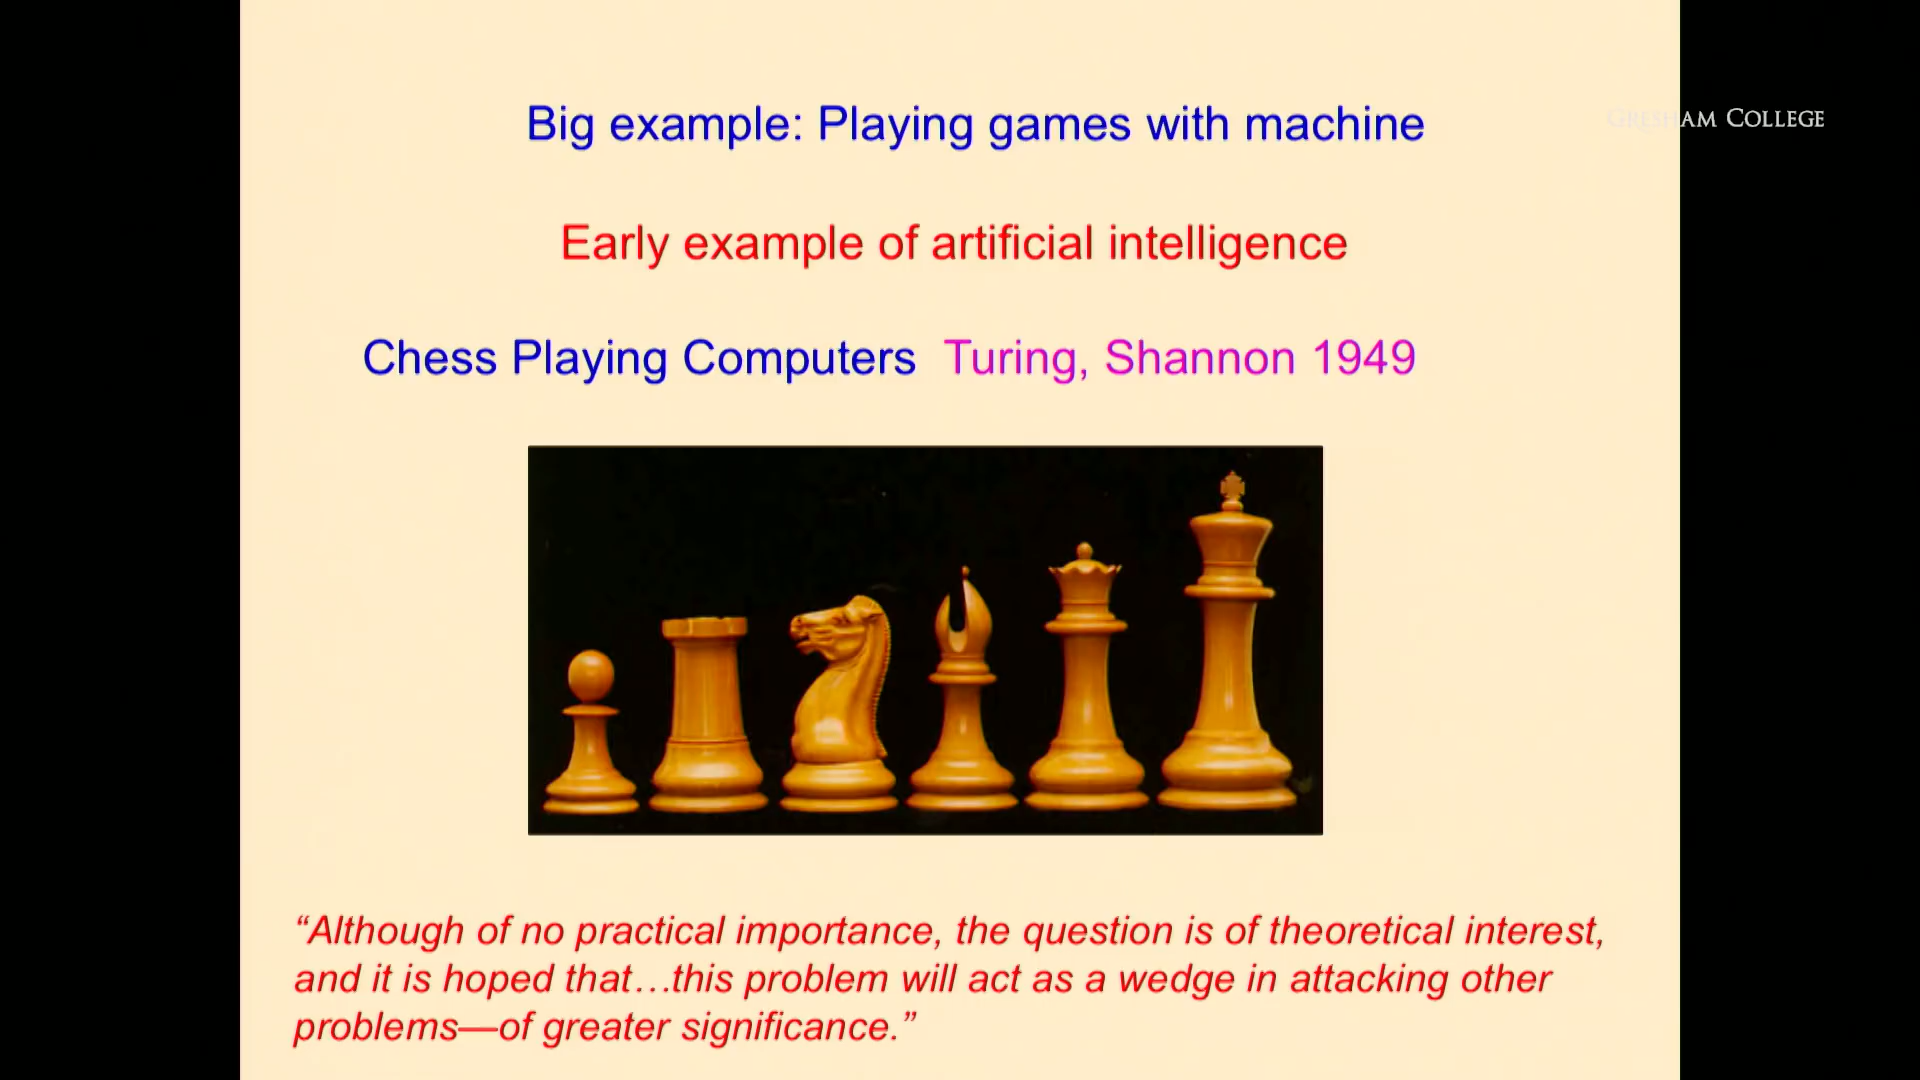 Big example: Playing games with machine
GRESHAM COLLEGE
Early example of artificial intelligence
Chess Playing Computers Turing, Shannon 1949
“Although of no practical importance, the question is of theoretical interest,
and it is hoped that…this problem will act as a wedge in attacking other
problems—of greater significance.”